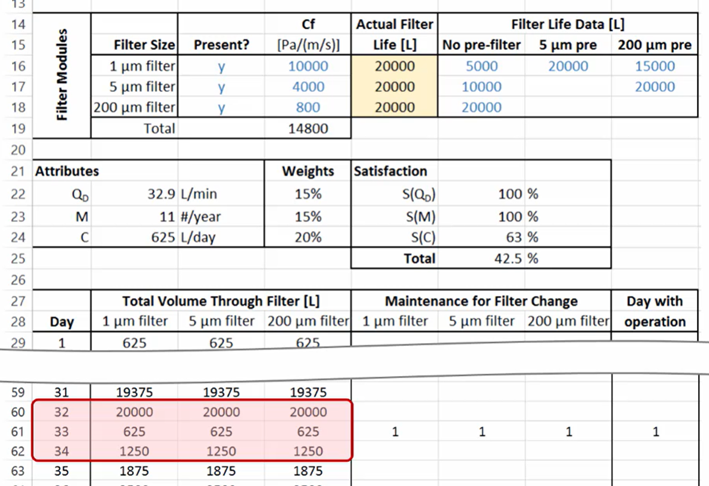 13
14 Cf Actual Filter Filter Life Data [L]
15 Filter Size Present? [Pa/(m/s)] Life [L] No pre-filter 5 µm pre 200 µm pre
Filter Modules
16 1 µm filter y 10000 20000 5000 20000 15000
17 5 µm filter y 4000 20000 10000 20000
18 200 µm filter y 800 20000 20000
19 Total 14800
20
21 Attributes Weights Satisfaction
22 QD 32.9 L/min 15% S(QD) 100 %
23 M 11 #/year 15% S(M) 100 %
24 C 625 L/day 20% S(C) 63 %
25 Total 42.5 %
26
27 Total Volume Through Filter [L] Maintenance for Filter Change Day with
28 Day 1 µm filter 5 µm filter 200 µm filter 1 µm filter 5 µm filter 200 µm filter operation
29 1 625 625 625
59 31 19375 19375 19375
60 32 20000 20000 20000
61 33 625 625 625 1 1 1 1
62 34 1250 1250 1250
63 35 1875 1875 1875